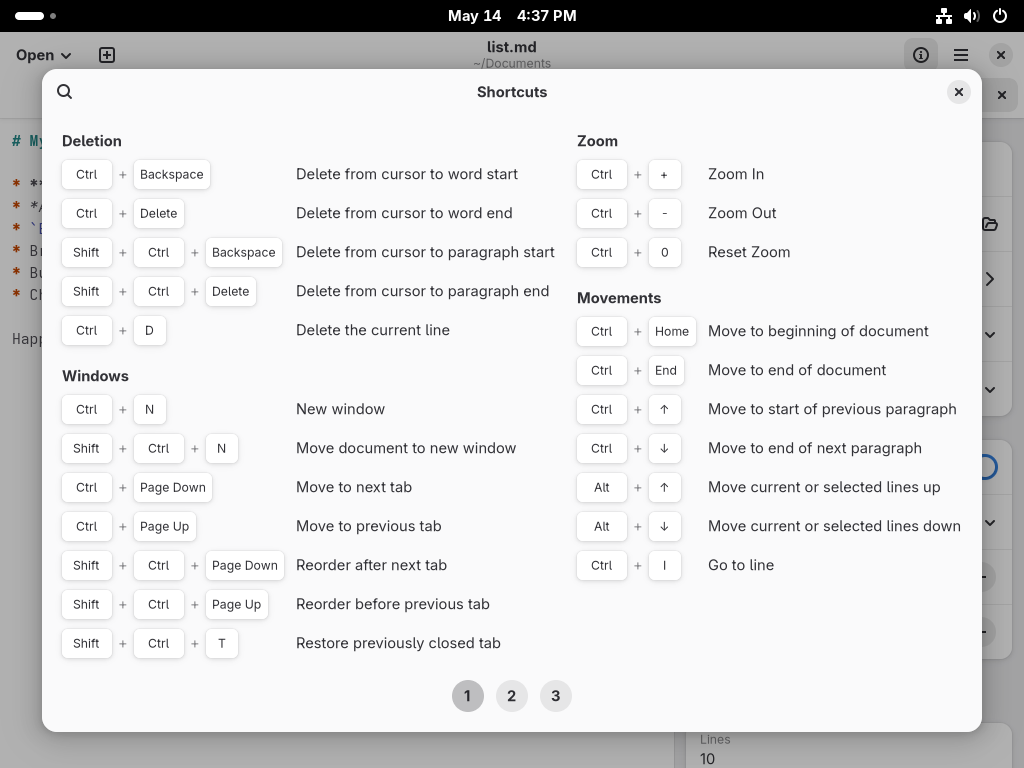 May 14 4:37 PM
Open
list.md
~/Documents
Shortcuts
# My
Happ
Deletion
Ctrl + Backspace Delete from cursor to word start
Ctrl + Delete Delete from cursor to word end
Shift + Ctrl + Backspace Delete from cursor to paragraph start
Shift + Ctrl + Delete Delete from cursor to paragraph end
Ctrl + D Delete the current line
Windows
Ctrl + N New window
Shift + Ctrl + N Move document to new window
Ctrl + Page Down Move to next tab
Ctrl + Page Up Move to previous tab
Shift + Ctrl + Page Down Reorder after next tab
Shift + Ctrl + Page Up Reorder before previous tab
Shift + Ctrl + T Restore previously closed tab
Zoom
Ctrl + + Zoom In
Ctrl + - Zoom Out
Ctrl + 0 Reset Zoom
Movements
Ctrl + Home Move to beginning of document
Ctrl + End Move to end of document
Ctrl + ↑ Move to start of previous paragraph
Ctrl + ↓ Move to end of next paragraph
Alt + ↑ Move current or selected lines up
Alt + ↓ Move current or selected lines down
Ctrl + I Go to line
1 2 3
Lines
10